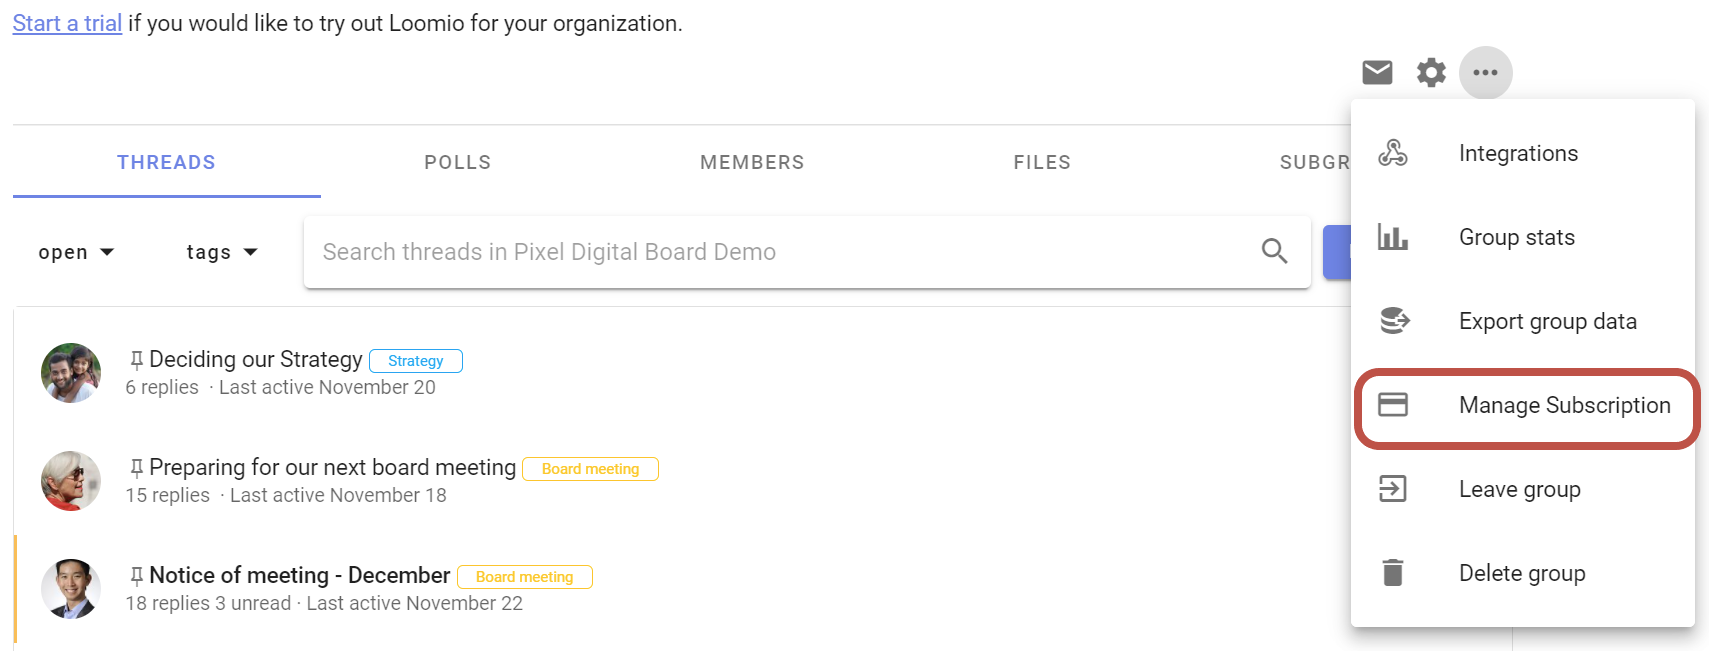 Start a trial if you would like to try out Loomio for your organization.
THREADS
POLLS
MEMBERS
FILES
SUBGR
open
tags
Search threads in Pixel Digital Board Demo
Deciding our Strategy Strategy
6 replies · Last active November 20
Preparing for our next board meeting Board meeting
15 replies · Last active November 18
Notice of meeting - December Board meeting
18 replies 3 unread · Last active November 22
Integrations
Group stats
Export group data
Manage Subscription
Leave group
Delete group